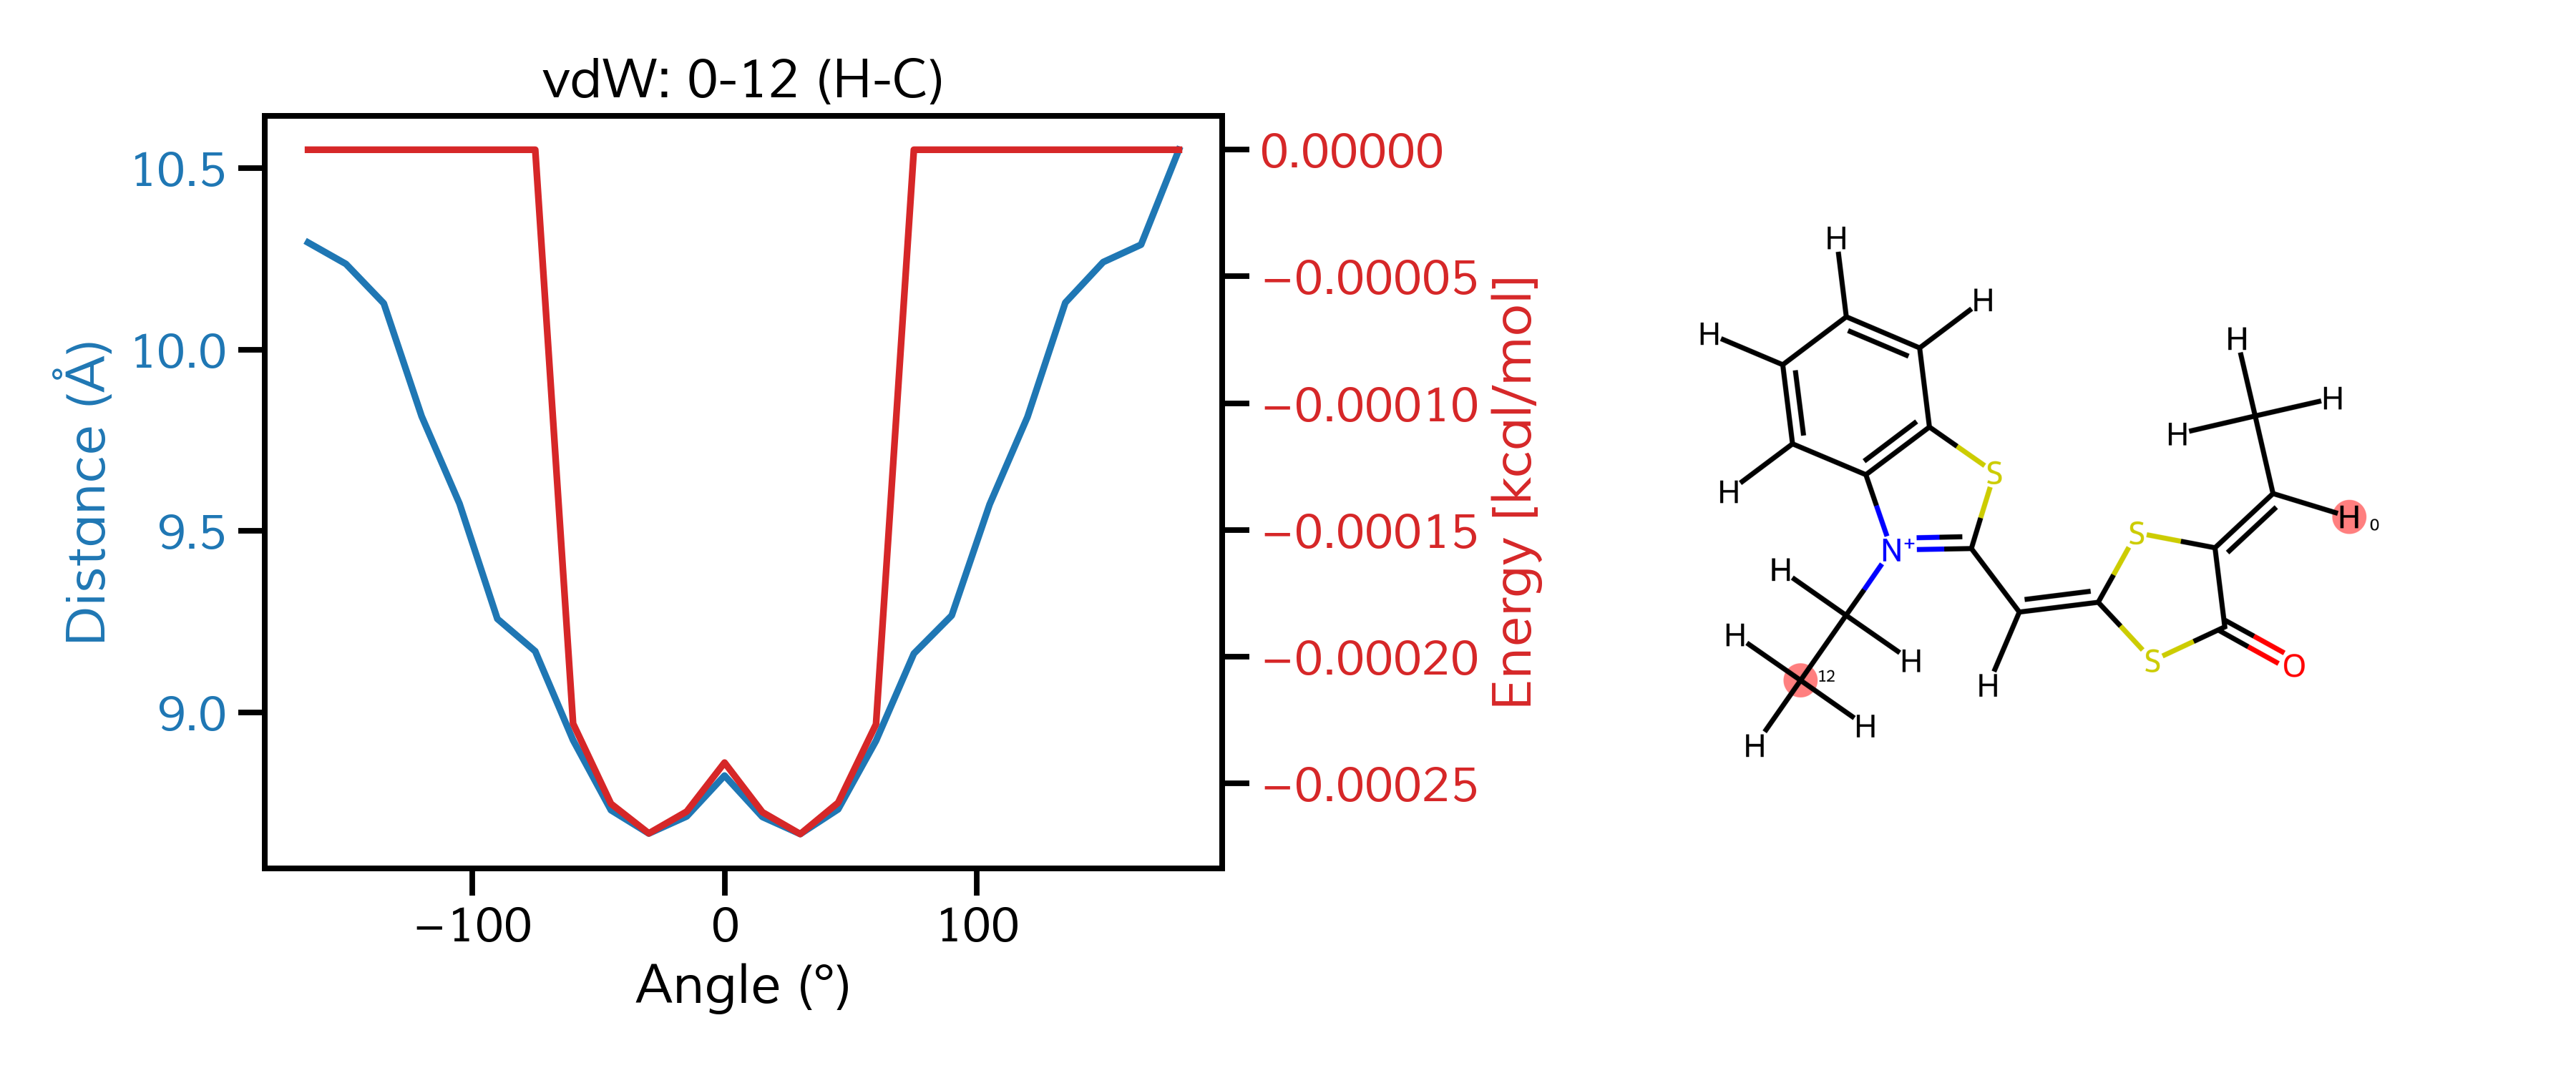 vdW: 0-12 (H-C)
10.5
10.0
9.5
9.0
Distance (Å)
−100
0
100
Angle (°)
0.00000
−0.00005
−0.00010
−0.00015
−0.00020
−0.00025
Energy [kcal/mol]
H
H
H
H
S
N+
H
H
H
12
H
H
H
H
H
H
S
H 0
S
O